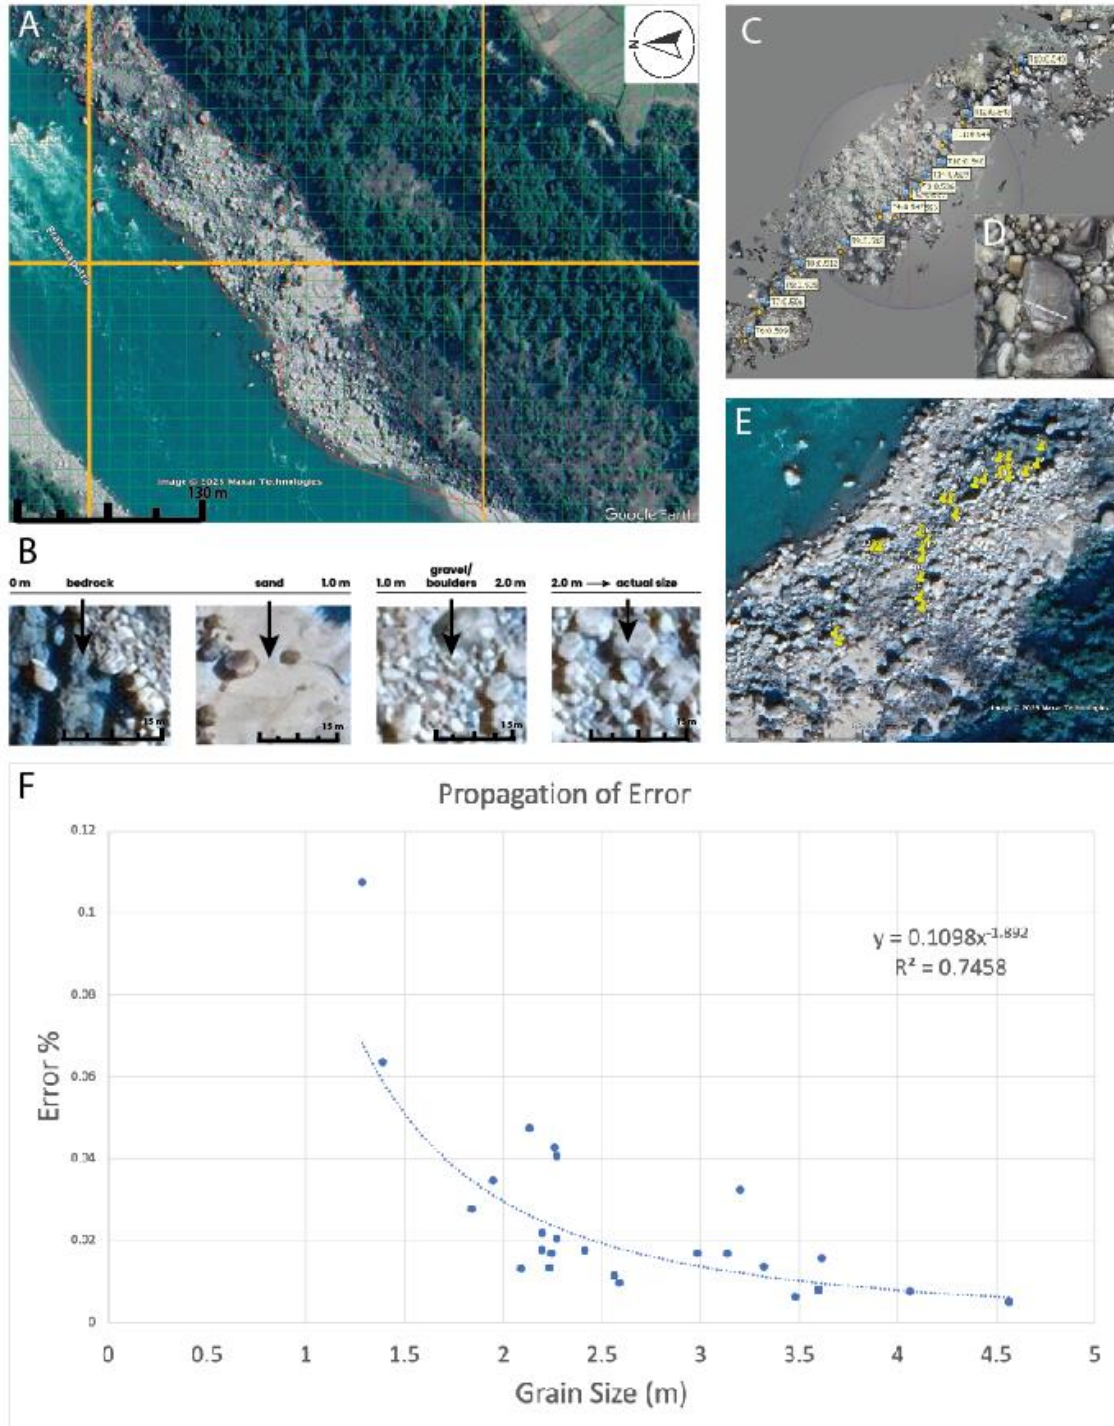 A
N
Brahmaputra
Image © 2023 Maxar Technologies
130 m
Google Earth
B
0 m bedrock
sand 1.0 m
1.0 m gravel/ boulders 2.0 m
2.0 m → actual size
15 m
15 m
15 m
15 m
C
D
E
Image © 2023 Maxar Technologies
F
Propagation of Error
0.12
0.1
0.08
0.06
0.04
0.02
0
Error %
y = 0.1098x^-1.892
R² = 0.7458
0 0.5 1 1.5 2 2.5 3 3.5 4 4.5 5
Grain Size (m)